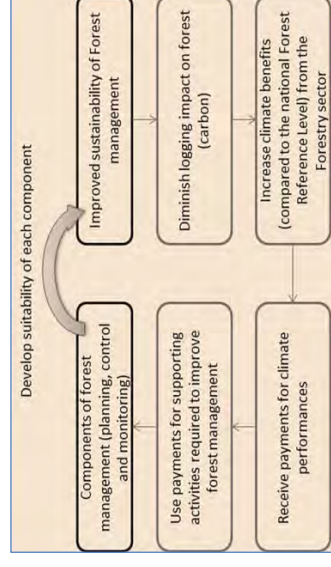 Develop suitability of each component
Components of forest
management (planning, control
and monitoring)
Improved sustainability of Forest
management
Diminish logging impact on forest
(carbon)
Increase climate benefits
(compared to the national Forest
Reference Level) from the
Forestry sector
Receive payments for climate
performances
Use payments for supporting
activities required to improve
forest management